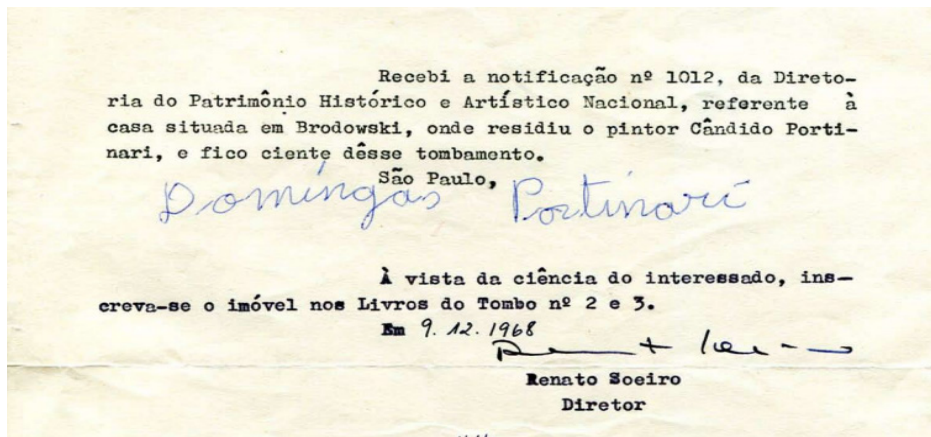 Recebi a notificação nº 1012, da Direto-
ria do Patrimônio Histórico e Artístico Nacional, referente à
casa situada em Brodowski, onde residiu o pintor Cândido Porti-
nari, e fico ciente dêsse tombamento.
São Paulo,
Domingas Portinari
À vista da ciência do interessado, ins-
creva-se o imóvel nos Livros do Tombo nº 2 e 3.
Em 9.12.1968
Renato Soeiro
Diretor